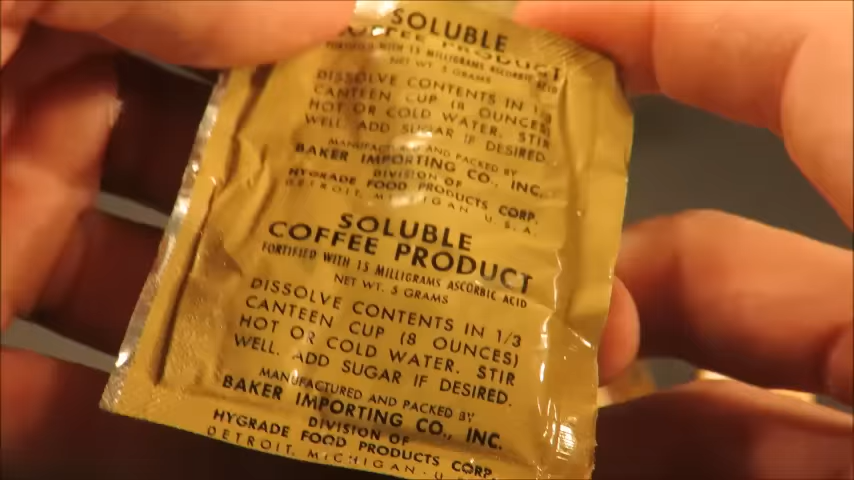 SOLUBLE
COFFEE PRODUCT
FORTIFIED WITH 15 MILLIGRAMS ASCORBIC ACID
NET WT. 5 GRAMS
DISSOLVE CONTENTS IN 1/3
CANTEEN CUP (8 OUNCES)
HOT OR COLD WATER. STIR
WELL. ADD SUGAR IF DESIRED.
MANUFACTURED AND PACKED BY
BAKER IMPORTING CO., INC.
DIVISION OF
HYGRADE FOOD PRODUCTS CORP.
DETROIT, MICHIGAN - U.S.A.
SOLUBLE
COFFEE PRODUCT
FORTIFIED WITH 15 MILLIGRAMS ASCORBIC ACID
NET WT. 5 GRAMS
DISSOLVE CONTENTS IN 1/3
CANTEEN CUP (8 OUNCES)
HOT OR COLD WATER. STIR
WELL. ADD SUGAR IF DESIRED.
MANUFACTURED AND PACKED BY
BAKER IMPORTING CO., INC.
DIVISION OF
HYGRADE FOOD PRODUCTS CORP.
DETROIT, MICHIGAN - U.S